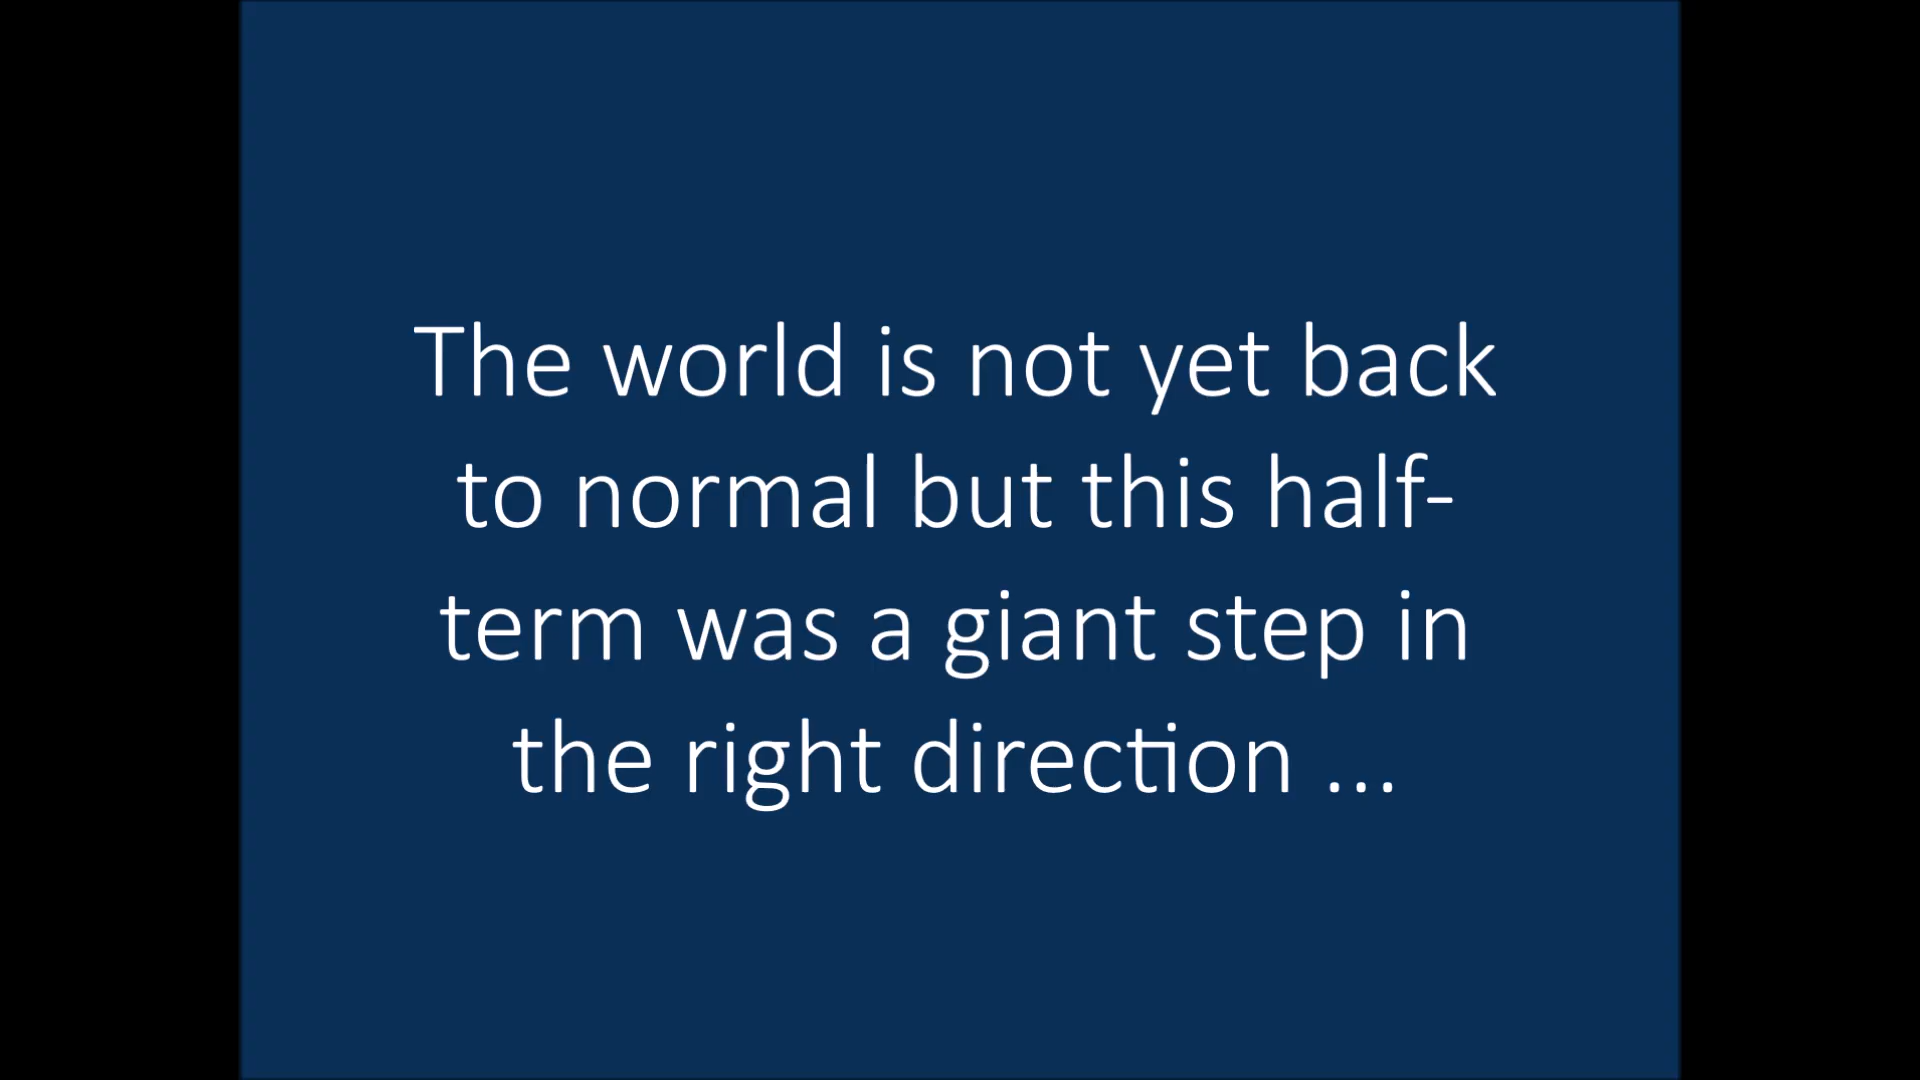 The world is not yet back
to normal but this half-
term was a giant step in
the right direction ...